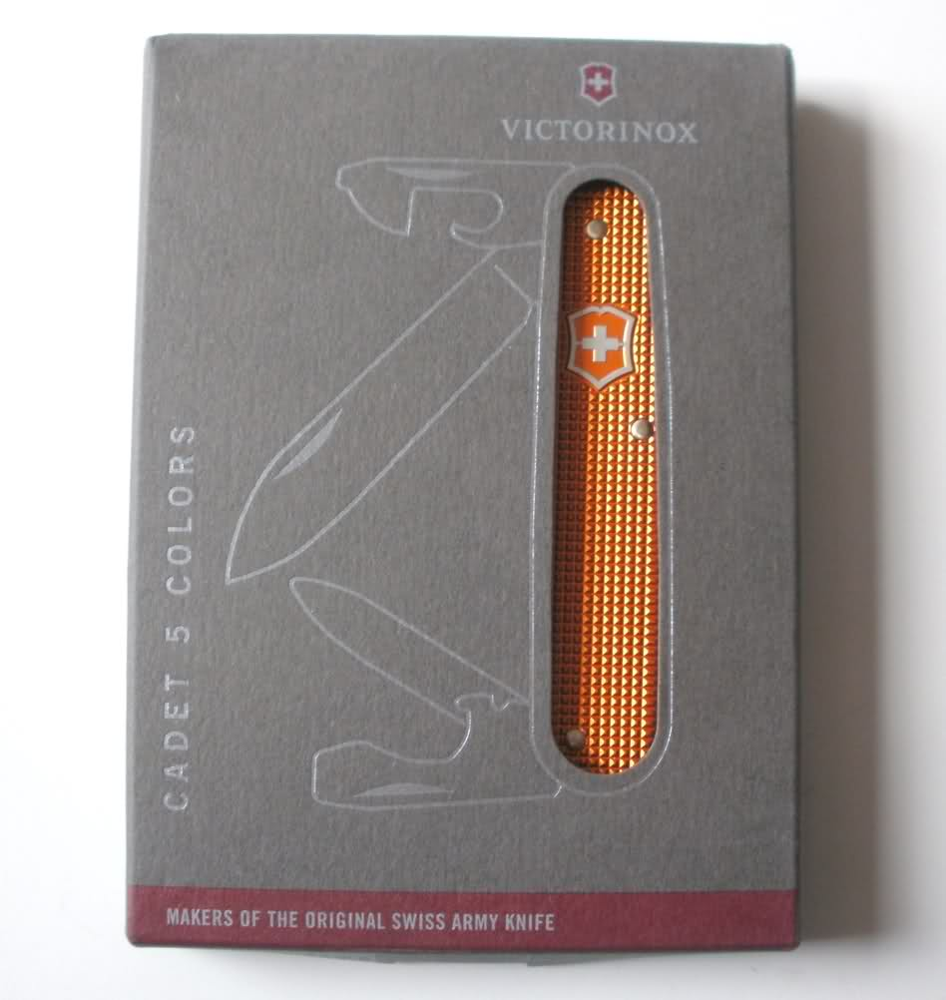 VICTORINOX
CADET 5 COLORS
MAKERS OF THE ORIGINAL SWISS ARMY KNIFE